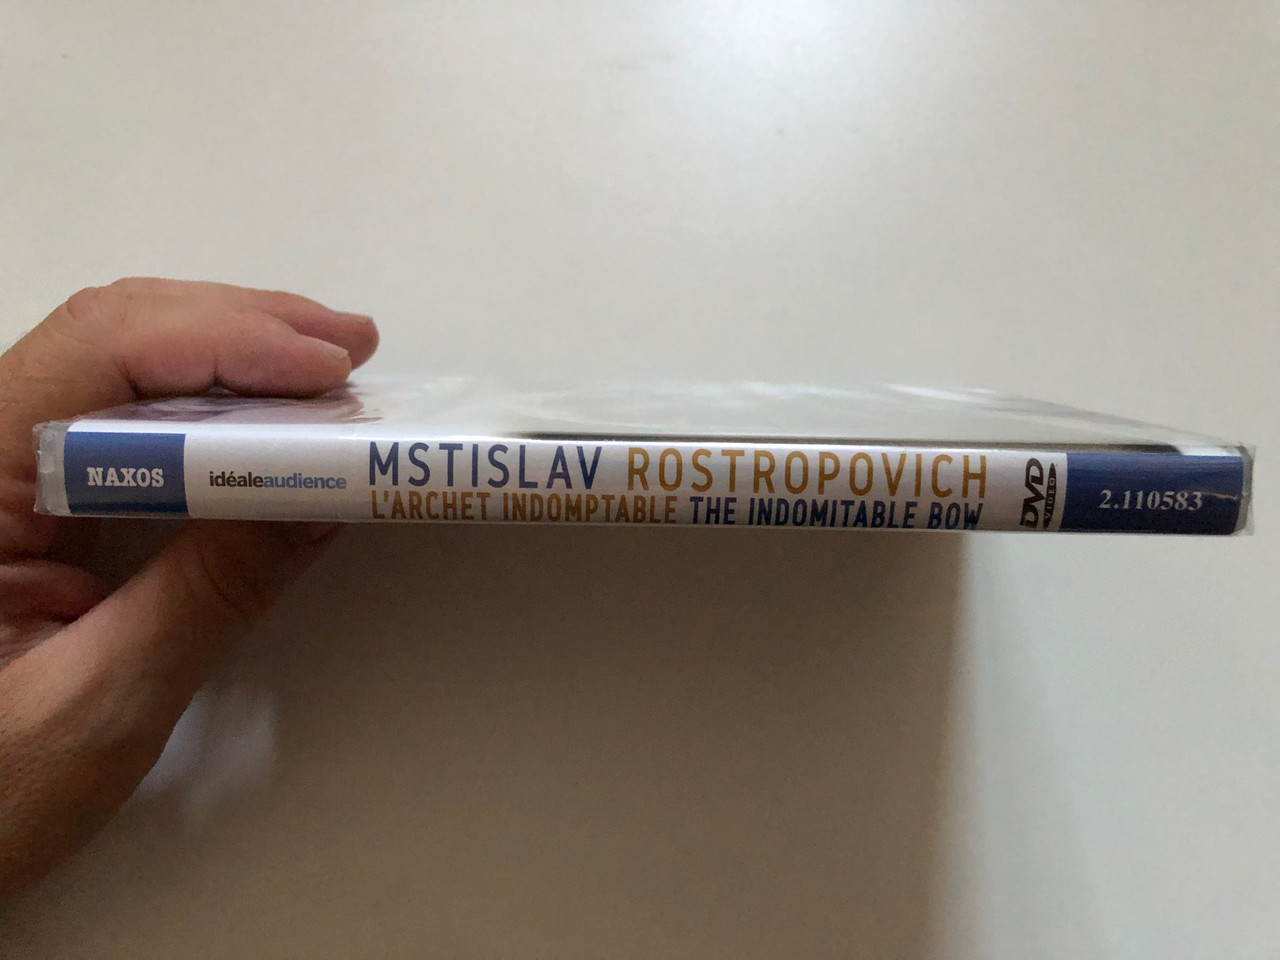 NAXOS
idéaleaudience
MSTISLAV ROSTROPOVICH
L'ARCHET INDOMPTABLE THE INDOMITABLE BOW
DVD
VIDEO
2.110583